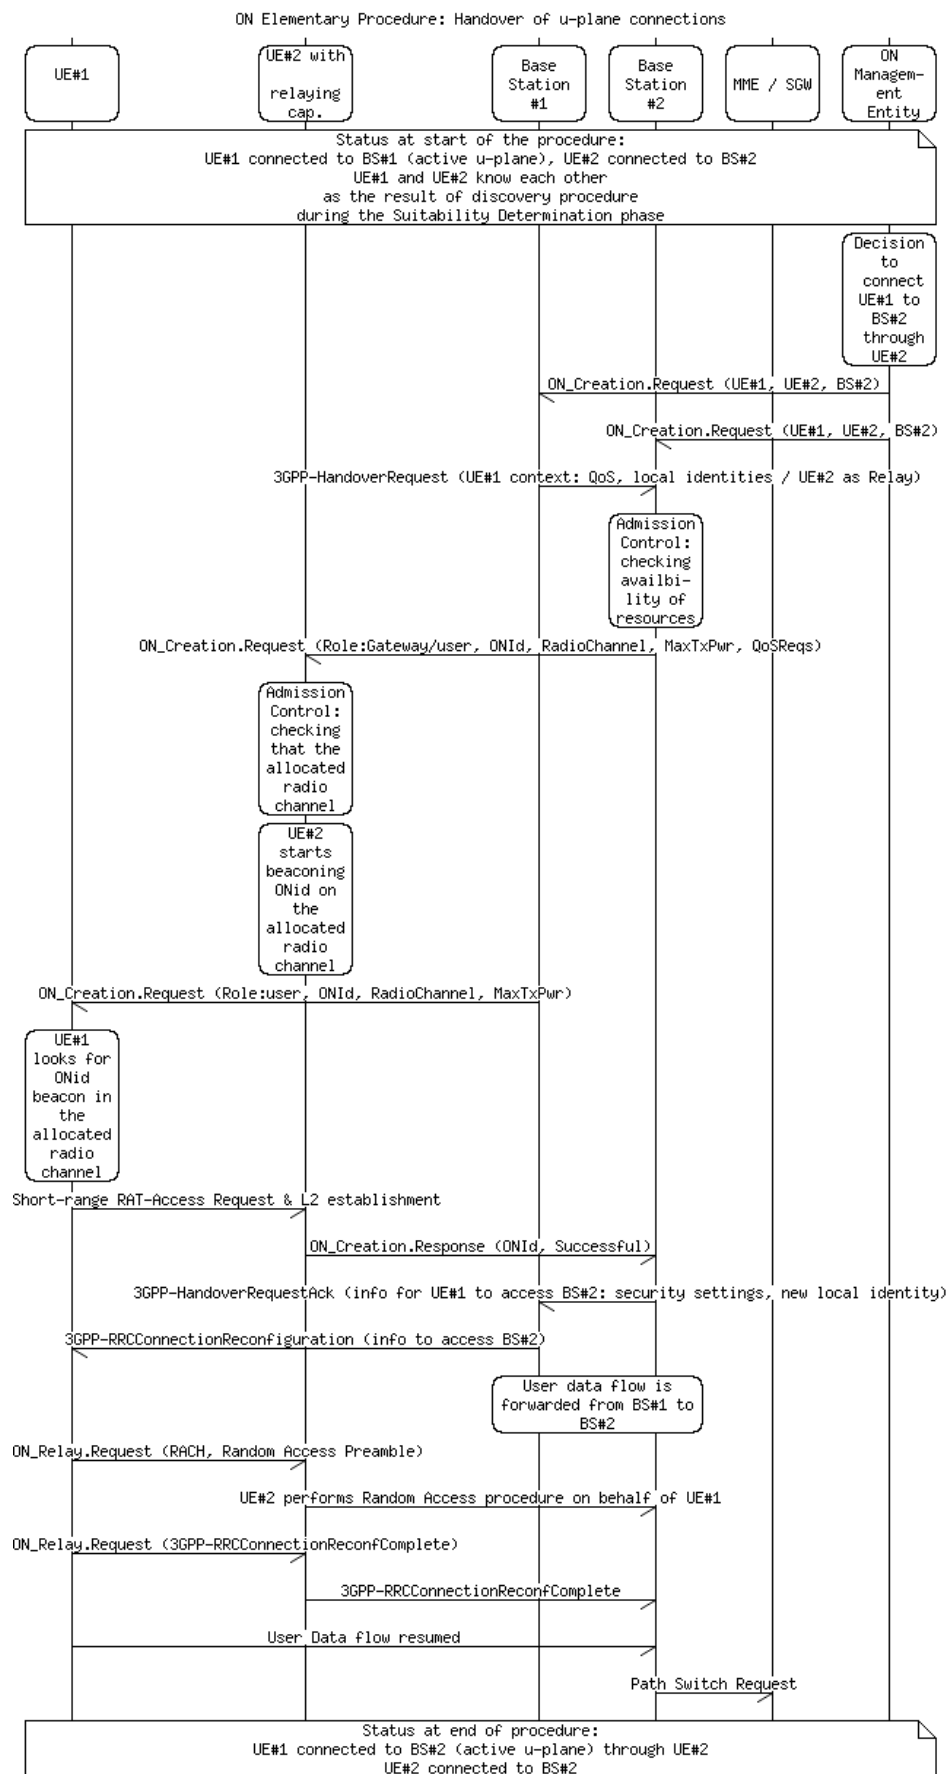 ON Elementary Procedure: Handover of u-plane connections
UE#1
UE#2 with
relaying
cap.
Base
Station
#1
Base
Station
#2
MME / SGW
ON
Managem-
ent
Entity
Status at start of the procedure:
UE#1 connected to BS#1 (active u-plane), UE#2 connected to BS#2
UE#1 and UE#2 know each other
as the result of discovery procedure
during the Suitability Determination phase
Decision
to
connect
UE#1 to
BS#2
through
UE#2
ON_Creation.Request (UE#1, UE#2, BS#2)
ON_Creation.Request (UE#1, UE#2, BS#2)
3GPP-HandoverRequest (UE#1 context: QoS, local identities / UE#2 as Relay)
Admission
Control:
checking
availbi-
lity of
resources
ON_Creation.Request (Role:Gateway/user, ONId, RadioChannel, MaxTxPwr, QoSReqs)
Admission
Control:
checking
that the
allocated
radio
channel
UE#2
starts
beaconing
ONid on
the
allocated
radio
channel
ON_Creation.Request (Role:user, ONId, RadioChannel, MaxTxPwr)
UE#1
looks for
ONid
beacon in
the
allocated
radio
channel
Short-range RAT-Access Request & L2 establishment
ON_Creation.Response (ONId, Successful)
3GPP-HandoverRequestAck (info for UE#1 to access BS#2: security settings, new local identity)
3GPP-RRCConnectionReconfiguration (info to access BS#2)
User data flow is
forwarded from BS#1 to
BS#2
ON_Relay.Request (RACH, Random Access Preamble)
UE#2 performs Random Access procedure on behalf of UE#1
ON_Relay.Request (3GPP-RRCConnectionReconfComplete)
3GPP-RRCConnectionReconfComplete
User Data flow resumed
Path Switch Request
Status at end of procedure:
UE#1 connected to BS#2 (active u-plane) through UE#2
UE#2 connected to BS#2